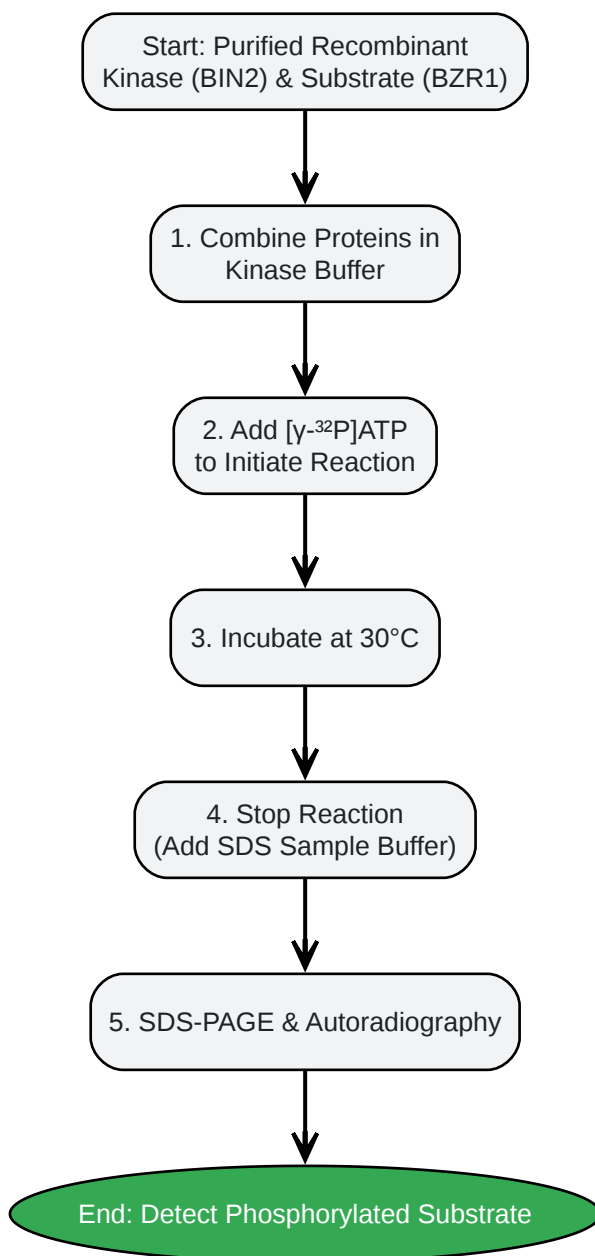 Start: Purified Recombinant
Kinase (BIN2) & Substrate (BZR1)
1. Combine Proteins in
Kinase Buffer
2. Add [γ-³²P]ATP
to Initiate Reaction
3. Incubate at 30°C
4. Stop Reaction
(Add SDS Sample Buffer)
5. SDS-PAGE & Autoradiography
End: Detect Phosphorylated Substrate